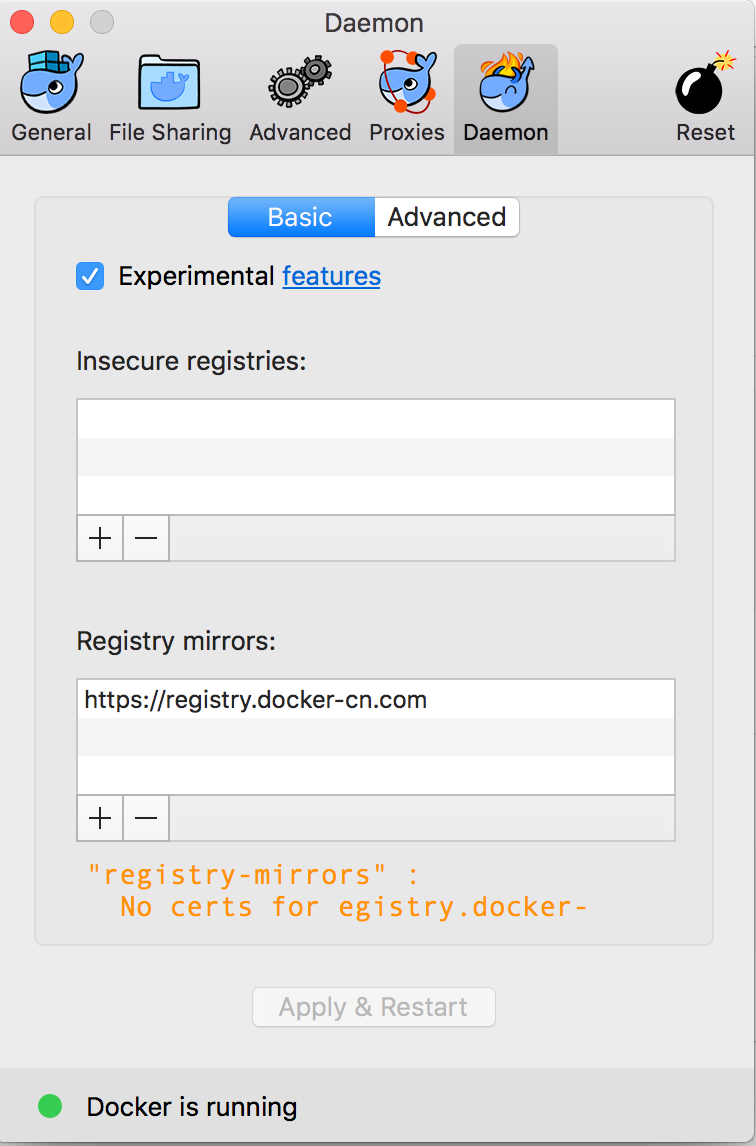 Daemon
General File Sharing Advanced Proxies Daemon Reset
Basic Advanced
Experimental features
Insecure registries:
Registry mirrors:
https://registry.docker-cn.com
"registry-mirrors" :
No certs for egistry.docker-
Apply & Restart
Docker is running